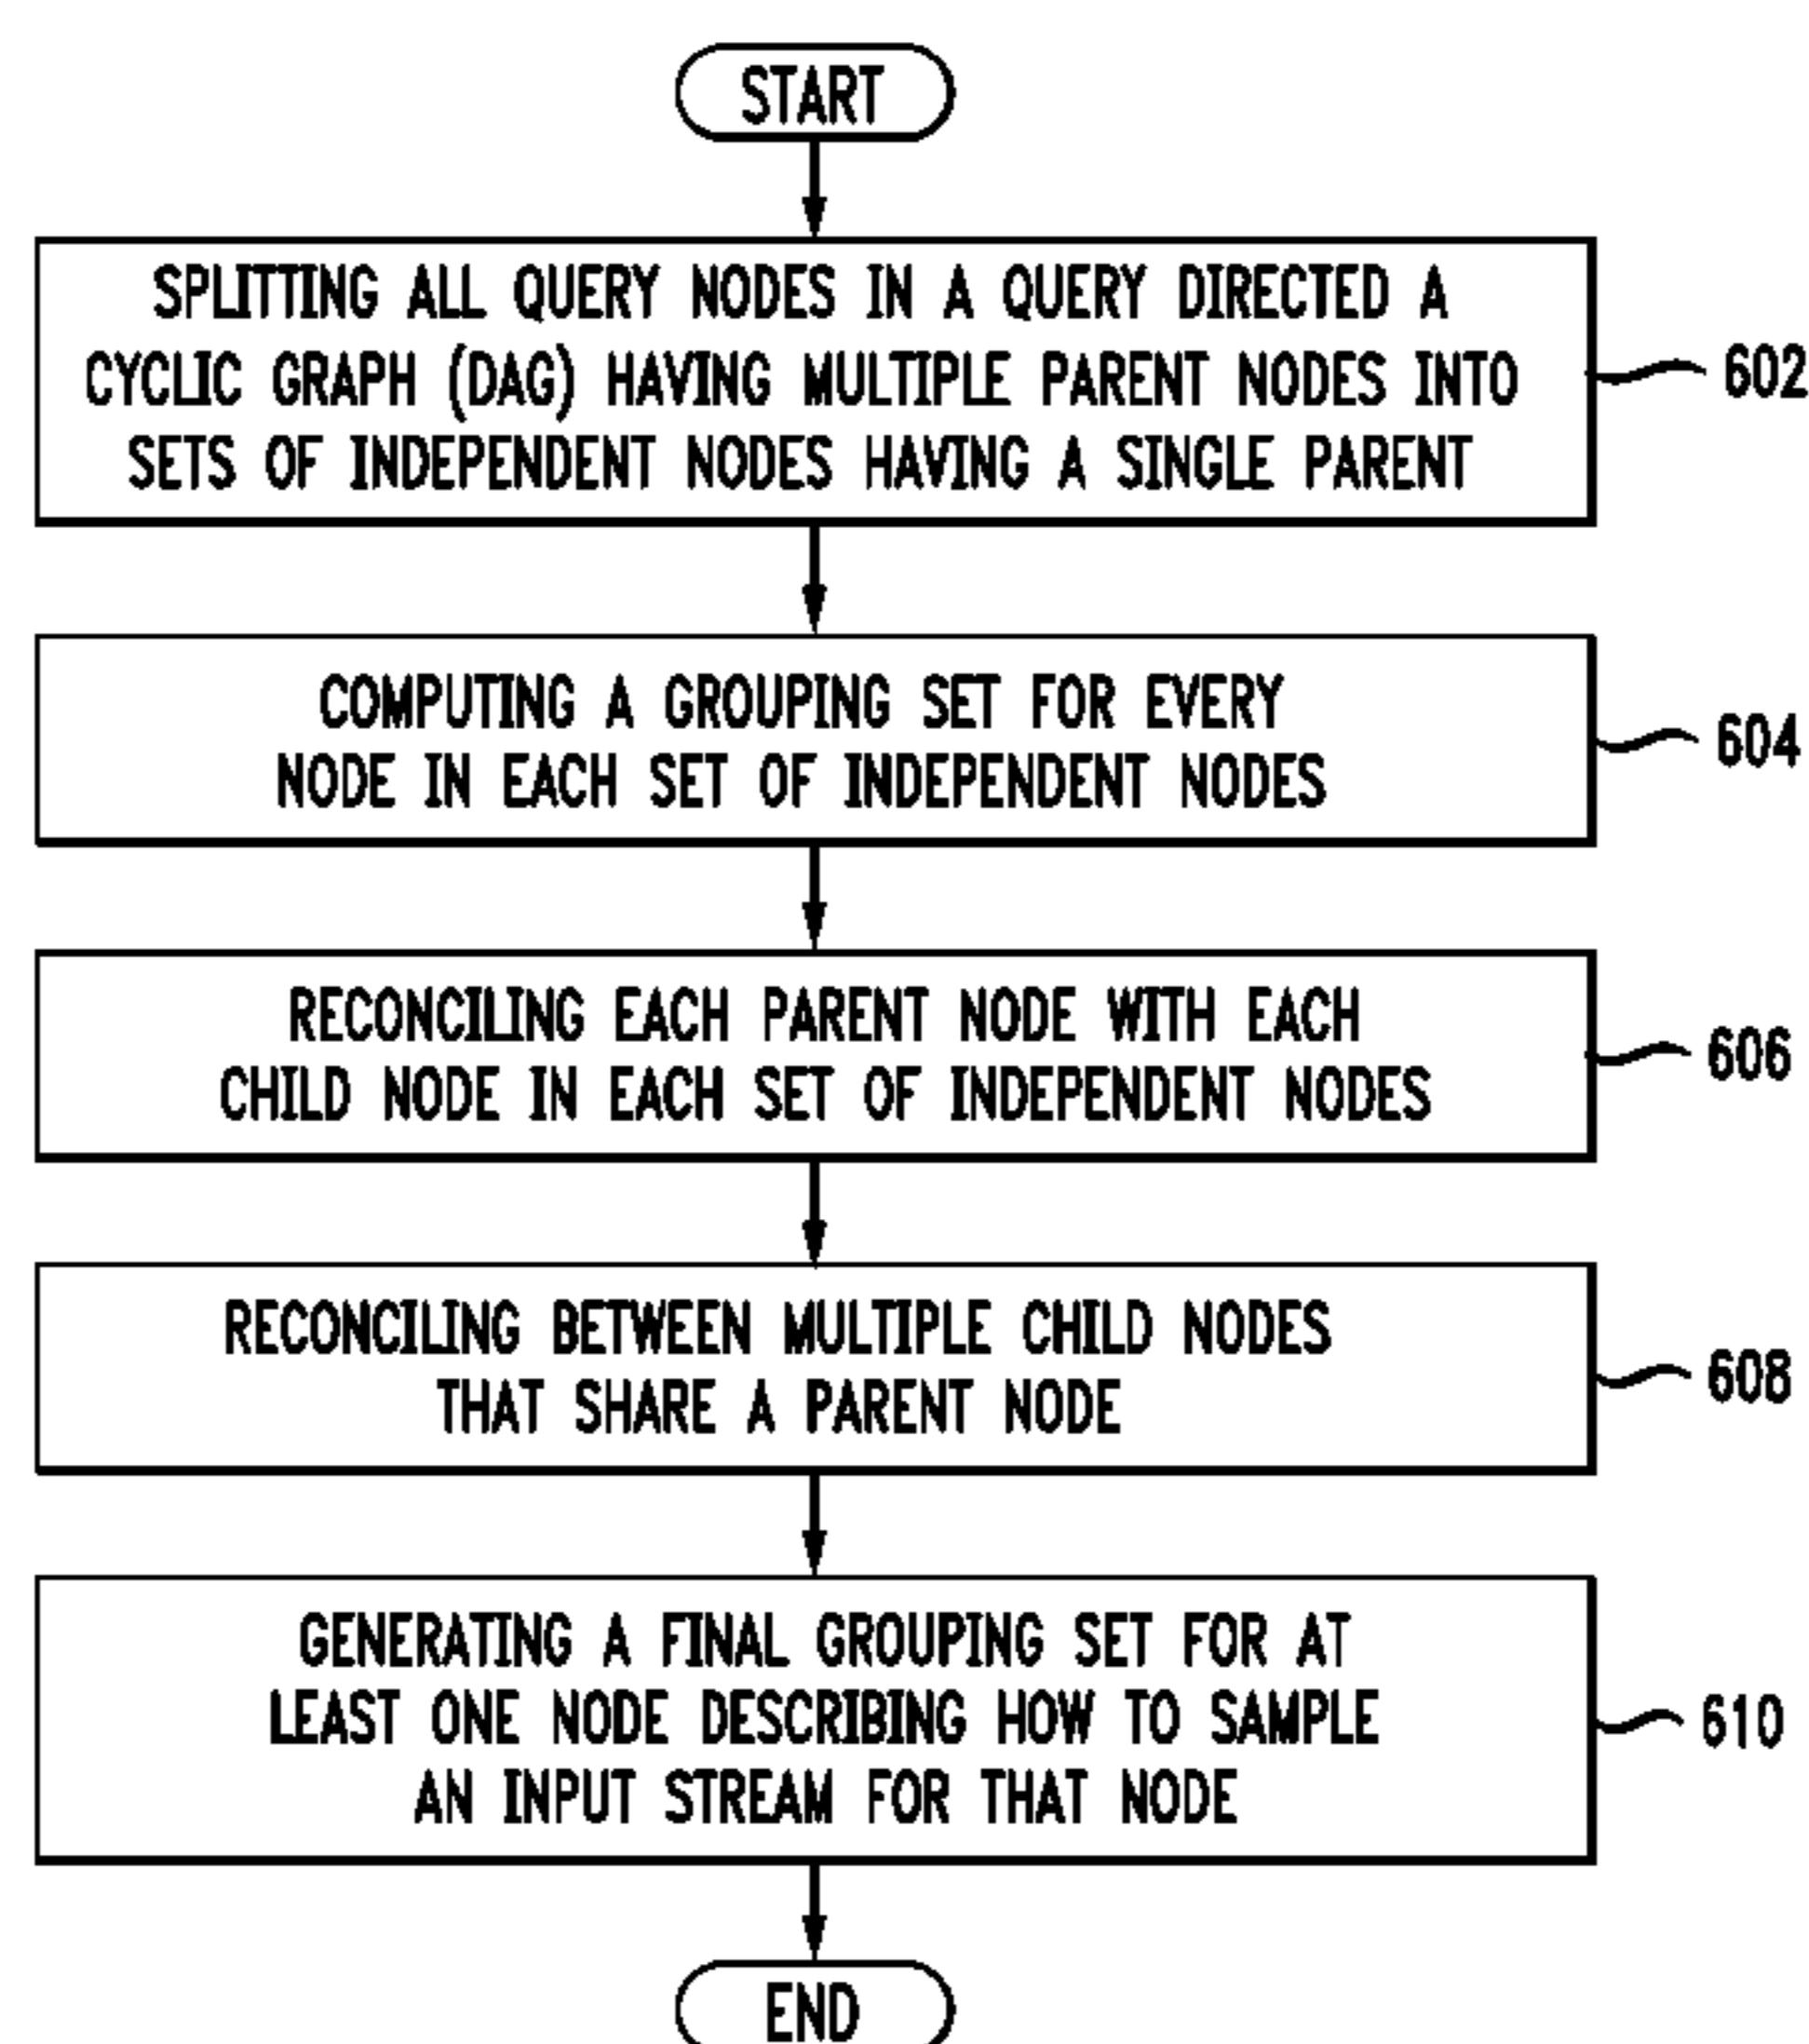 START
SPLITTING ALL QUERY NODES IN A QUERY DIRECTED A
CYCLIC GRAPH (DAG) HAVING MULTIPLE PARENT NODES INTO
SETS OF INDEPENDENT NODES HAVING A SINGLE PARENT
602
COMPUTING A GROUPING SET FOR EVERY
NODE IN EACH SET OF INDEPENDENT NODES
604
RECONCILING EACH PARENT NODE WITH EACH
CHILD NODE IN EACH SET OF INDEPENDENT NODES
606
RECONCILING BETWEEN MULTIPLE CHILD NODES
THAT SHARE A PARENT NODE
608
GENERATING A FINAL GROUPING SET FOR AT
LEAST ONE NODE DESCRIBING HOW TO SAMPLE
AN INPUT STREAM FOR THAT NODE
610
END